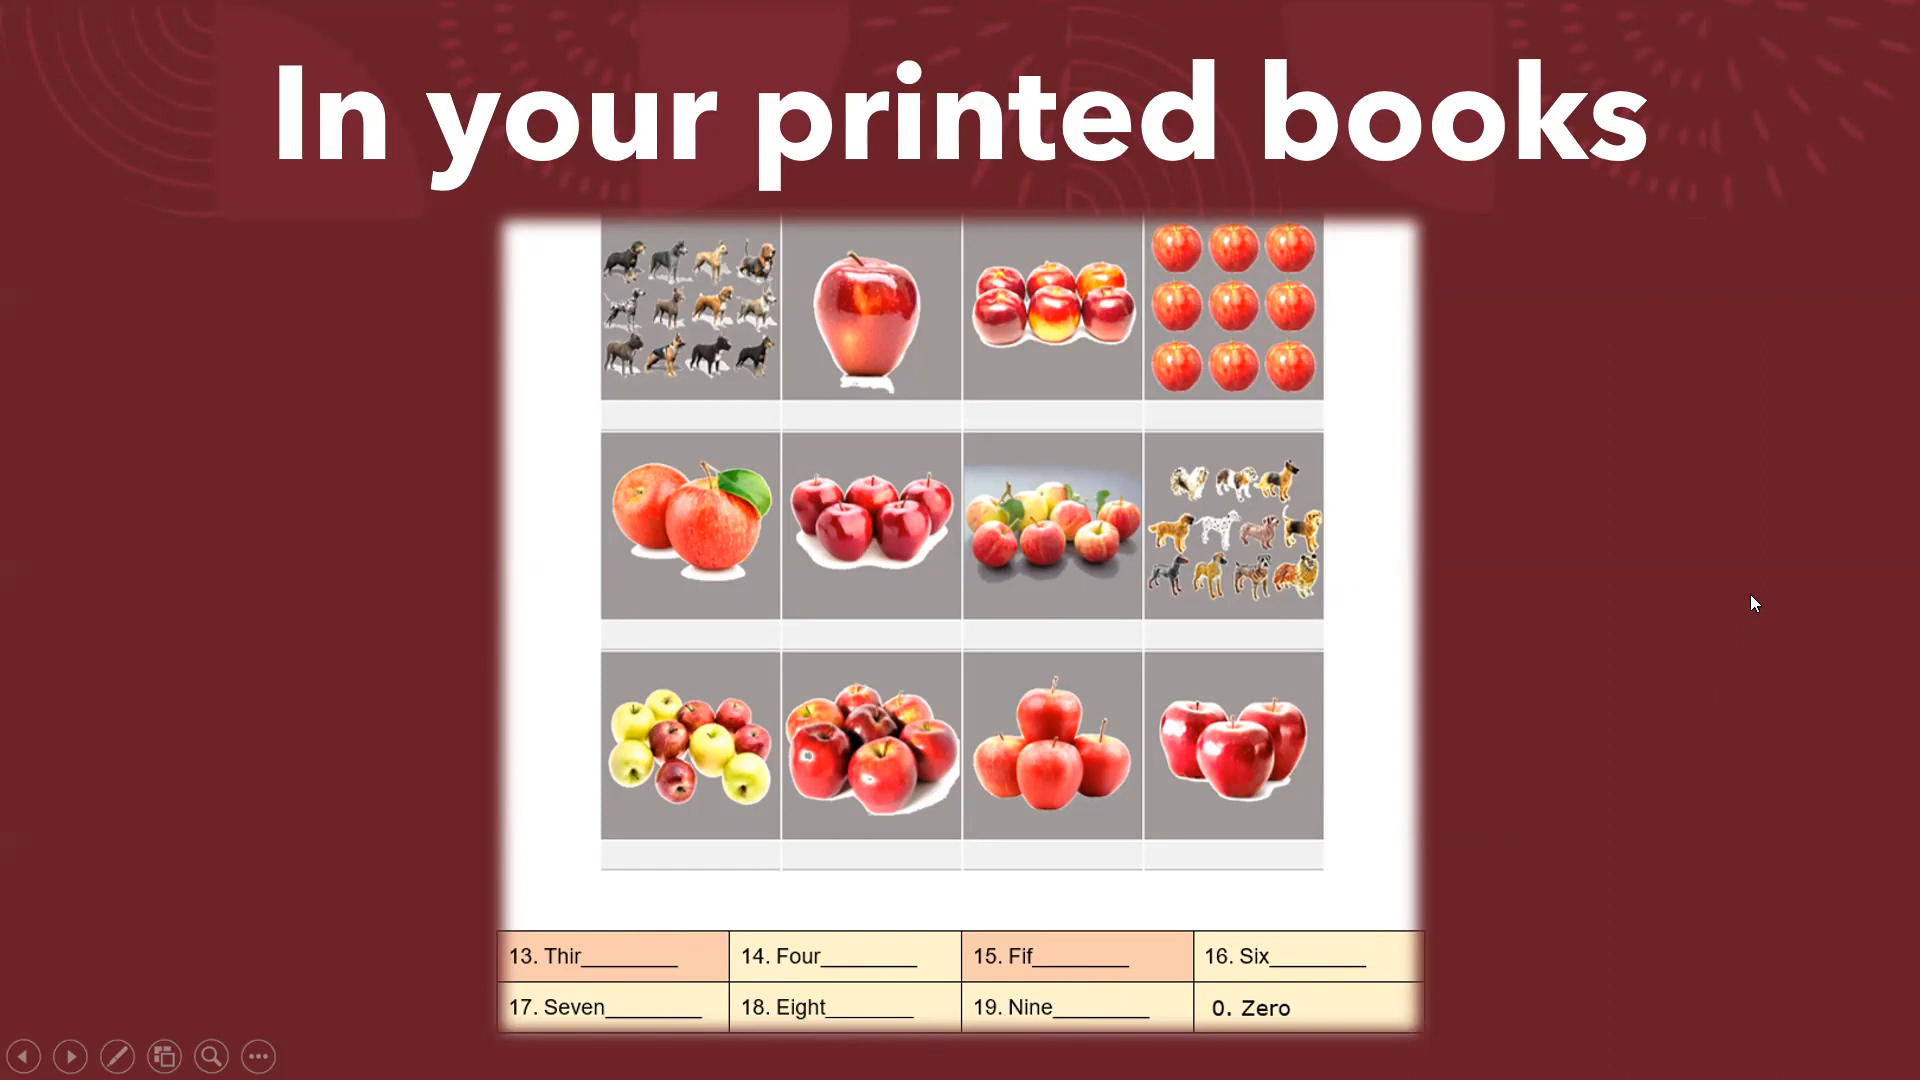 In your printed books
13. Thir________ 14. Four________ 15. Fif________ 16. Six________
17. Seven________ 18. Eight________ 19. Nine________ 0. Zero